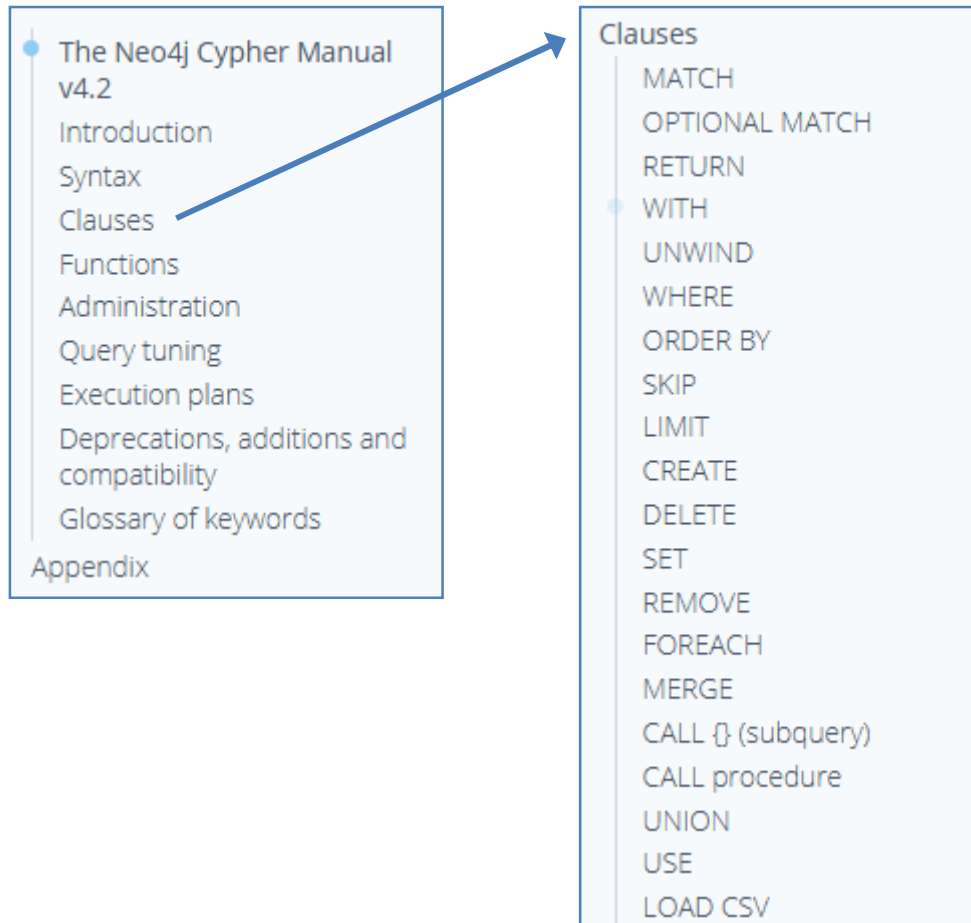 The Neo4j Cypher Manual
v4.2
Introduction
Syntax
Clauses
Functions
Administration
Query tuning
Execution plans
Deprecations, additions and
compatibility
Glossary of keywords
Appendix
Clauses
MATCH
OPTIONAL MATCH
RETURN
WITH
UNWIND
WHERE
ORDER BY
SKIP
LIMIT
CREATE
DELETE
SET
REMOVE
FOREACH
MERGE
CALL {} (subquery)
CALL procedure
UNION
USE
LOAD CSV